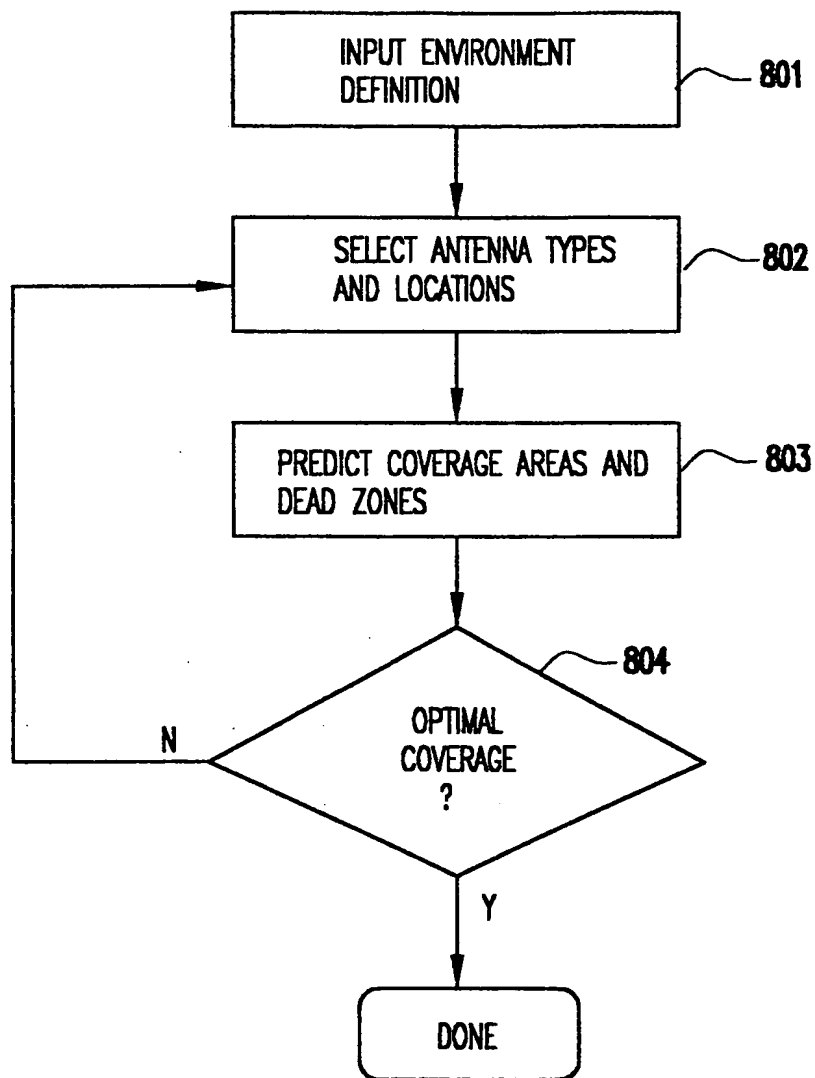 INPUT ENVIRONMENT
DEFINITION
801
SELECT ANTENNA TYPES
AND LOCATIONS
802
PREDICT COVERAGE AREAS AND
DEAD ZONES
803
804
OPTIMAL
COVERAGE
?
N
Y
DONE